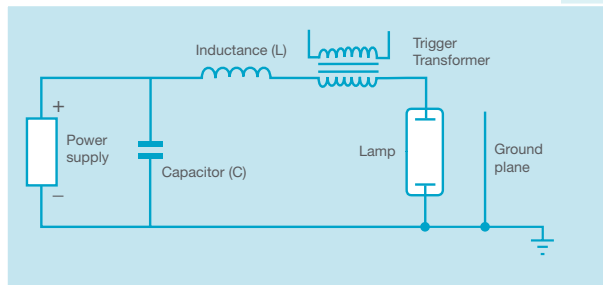 Inductance (L)
Trigger
Transformer
+
Power
supply
−
Capacitor (C)
Lamp
Ground
plane